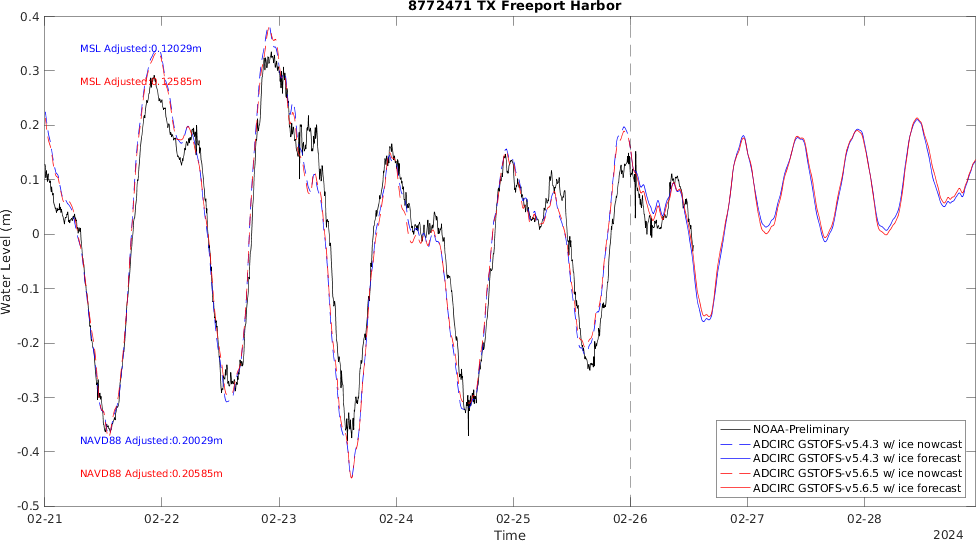 8772471 TX Freeport Harbor
0.4
0.3
0.2
0.1
0
-0.1
-0.2
-0.3
-0.4
-0.5
Water Level (m)
MSL Adjusted:0.12029m
MSL Adjusted:0.12585m
NAVD88 Adjusted:0.20029m
NAVD88 Adjusted:0.20585m
NOAA-Preliminary
ADCIRC GSTOFS-v5.4.3 w/ ice nowcast
ADCIRC GSTOFS-v5.4.3 w/ ice forecast
ADCIRC GSTOFS-v5.6.5 w/ ice nowcast
ADCIRC GSTOFS-v5.6.5 w/ ice forecast
02-21 02-22 02-23 02-24 02-25 02-26 02-27 02-28
Time
2024